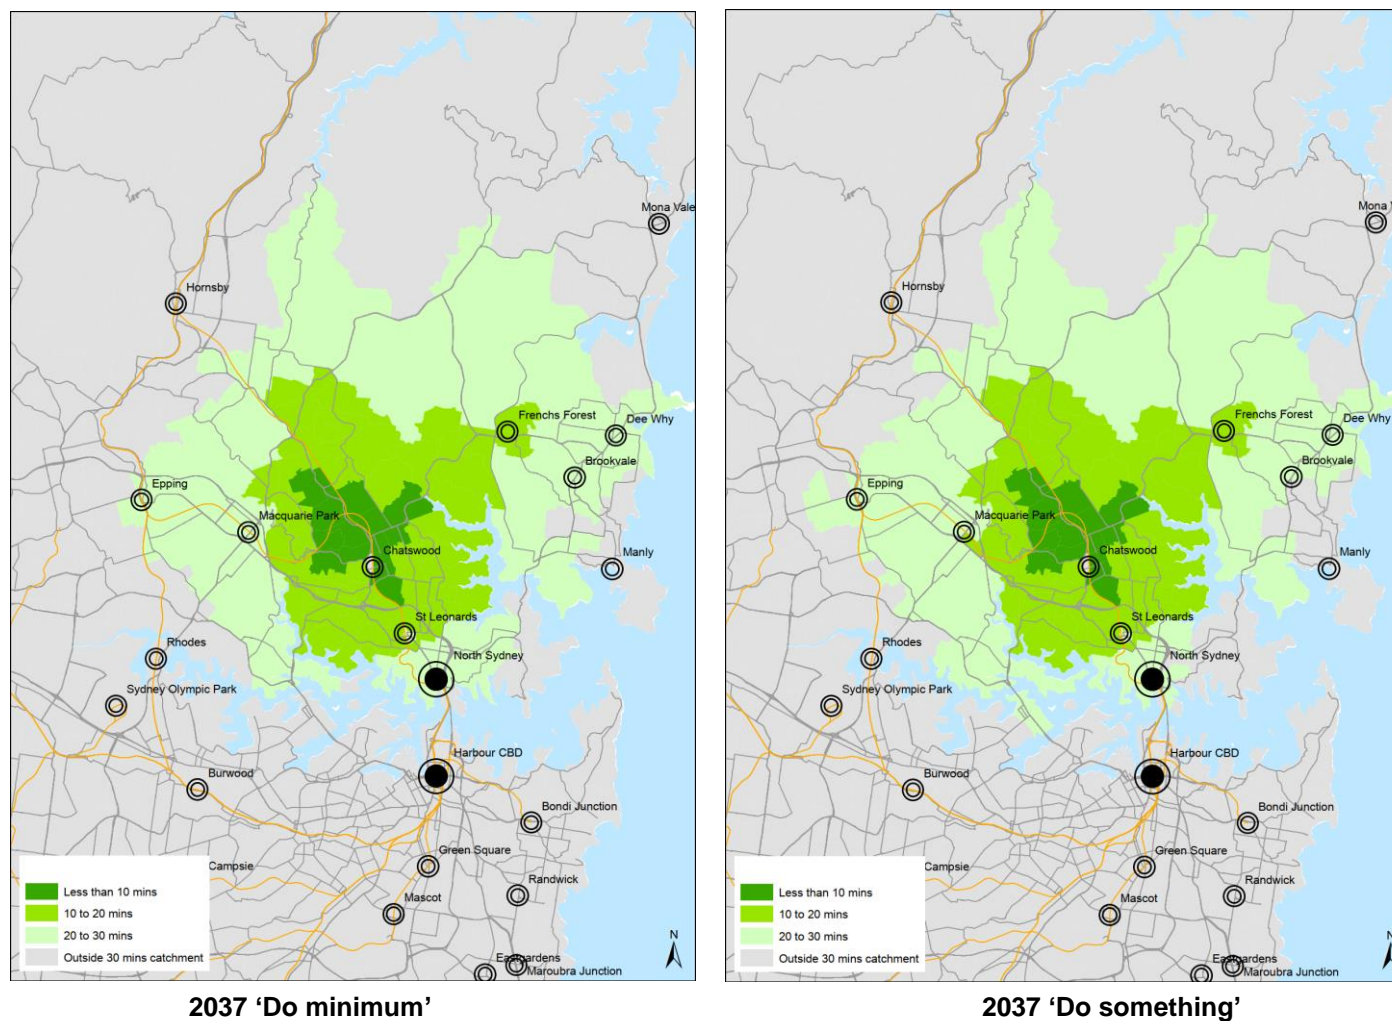 Mona Vale
Hornsby
Frenchs Forest
Dee Why
Brookvale
Epping
Macquarie Park
Chatswood
Manly
St Leonards
Rhodes
North Sydney
Sydney Olympic Park
Harbour CBD
Burwood
Bondi Junction
Green Square
Campsie
Randwick
Mascot
Eastgardens
Maroubra Junction
Less than 10 mins
10 to 20 mins
20 to 30 mins
Outside 30 mins catchment
N
2037 ‘Do minimum’
Mona V
Hornsby
Frenchs Forest
Dee Why
Brookvale
Epping
Macquarie Park
Chatswood
Manly
St Leonards
Rhodes
North Sydney
Sydney Olympic Park
Harbour CBD
Burwood
Bondi Junction
Green Square
Campsie
Randwick
Mascot
Eastgardens
Maroubra Junction
Less than 10 mins
10 to 20 mins
20 to 30 mins
Outside 30 mins catchment
N
2037 ‘Do something’